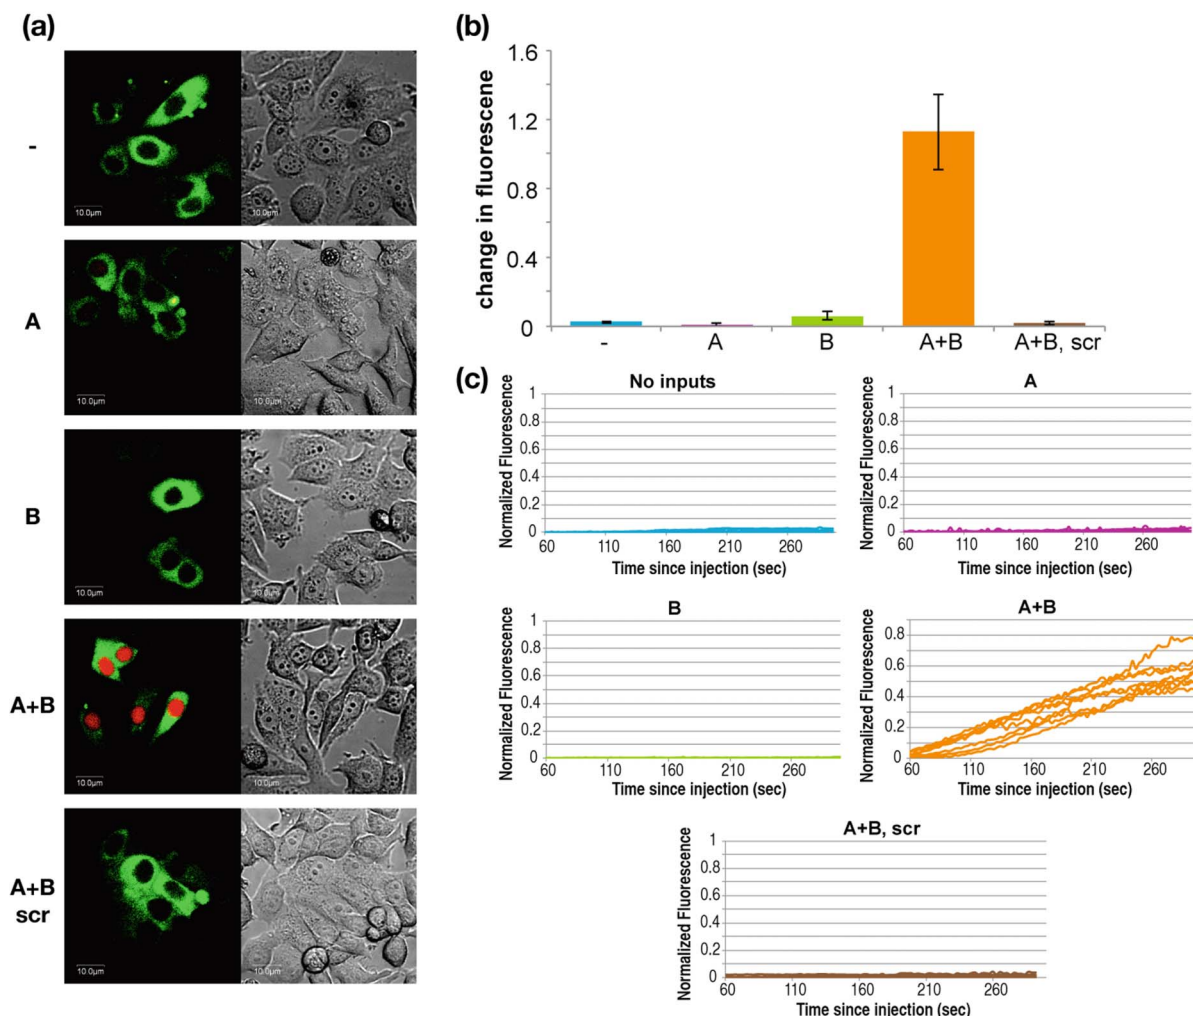 (a)
-
10.0μm
10.0μm
A
10.0μm
10.0μm
B
10.0μm
10.0μm
A+B
10.0μm
10.0μm
A+B
scr
10.0μm
10.0μm
(b)
change in fluorescene
1.6
1.2
0.8
0.4
0
- A B A+B A+B, scr
(c)
No inputs
Normalized Fluorescence
1
0.8
0.6
0.4
0.2
0
60 110 160 210 260
Time since injection (sec)
A
Normalized Fluorescence
1
0.8
0.6
0.4
0.2
0
60 110 160 210 260
Time since injection (sec)
B
Normalized Fluorescence
1
0.8
0.6
0.4
0.2
0
60 110 160 210 260
Time since injection (sec)
A+B
Normalized Fluorescence
0.8
0.6
0.4
0.2
0
60 110 160 210 260
Time since injection (sec)
A+B, scr
Normalized Fluorescence
1
0.8
0.6
0.4
0.2
0
60 110 160 210 260
Time since injection (sec)